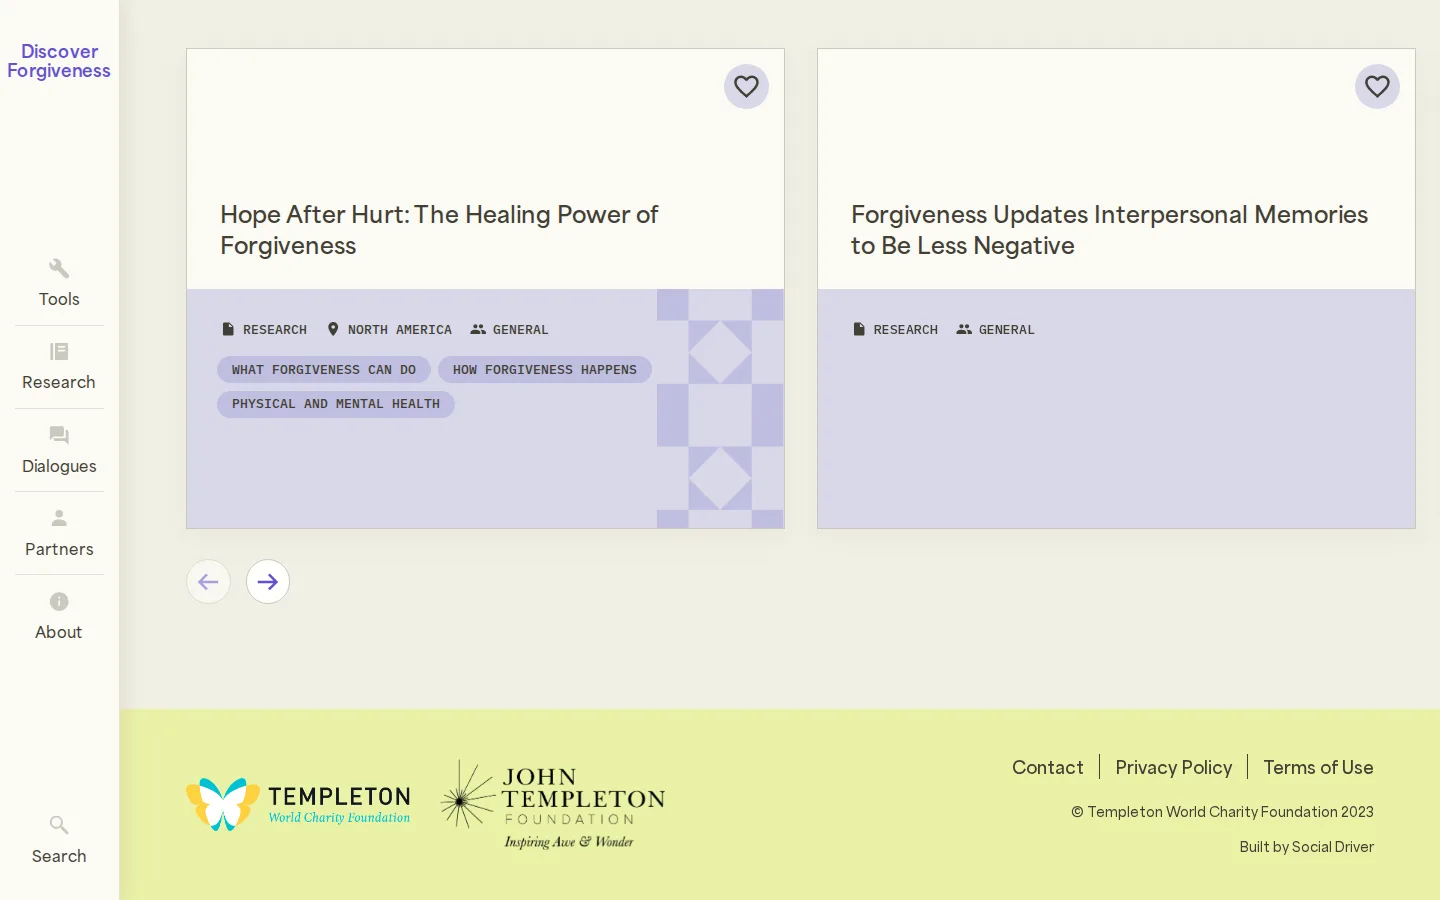 Discover
Forgiveness
Tools
Research
Dialogues
Partners
About
Search
Hope After Hurt: The Healing Power of
Forgiveness
RESEARCH NORTH AMERICA GENERAL
WHAT FORGIVENESS CAN DO HOW FORGIVENESS HAPPENS
PHYSICAL AND MENTAL HEALTH
Forgiveness Updates Interpersonal Memories
to Be Less Negative
RESEARCH GENERAL
TEMPLETON
World Charity Foundation
JOHN
TEMPLETON
FOUNDATION
Inspiring Awe & Wonder
Contact Privacy Policy Terms of Use
© Templeton World Charity Foundation 2023
Built by Social Driver